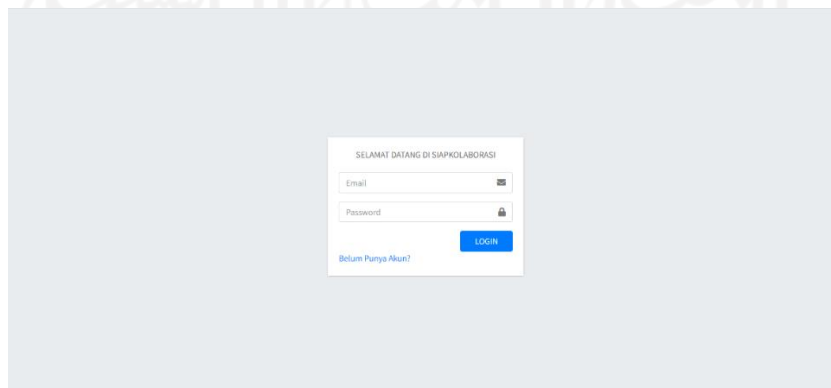 SELAMAT DATANG DI SIAPKOLABORASI
Email
Password
LOGIN
Belum Punya Akun?